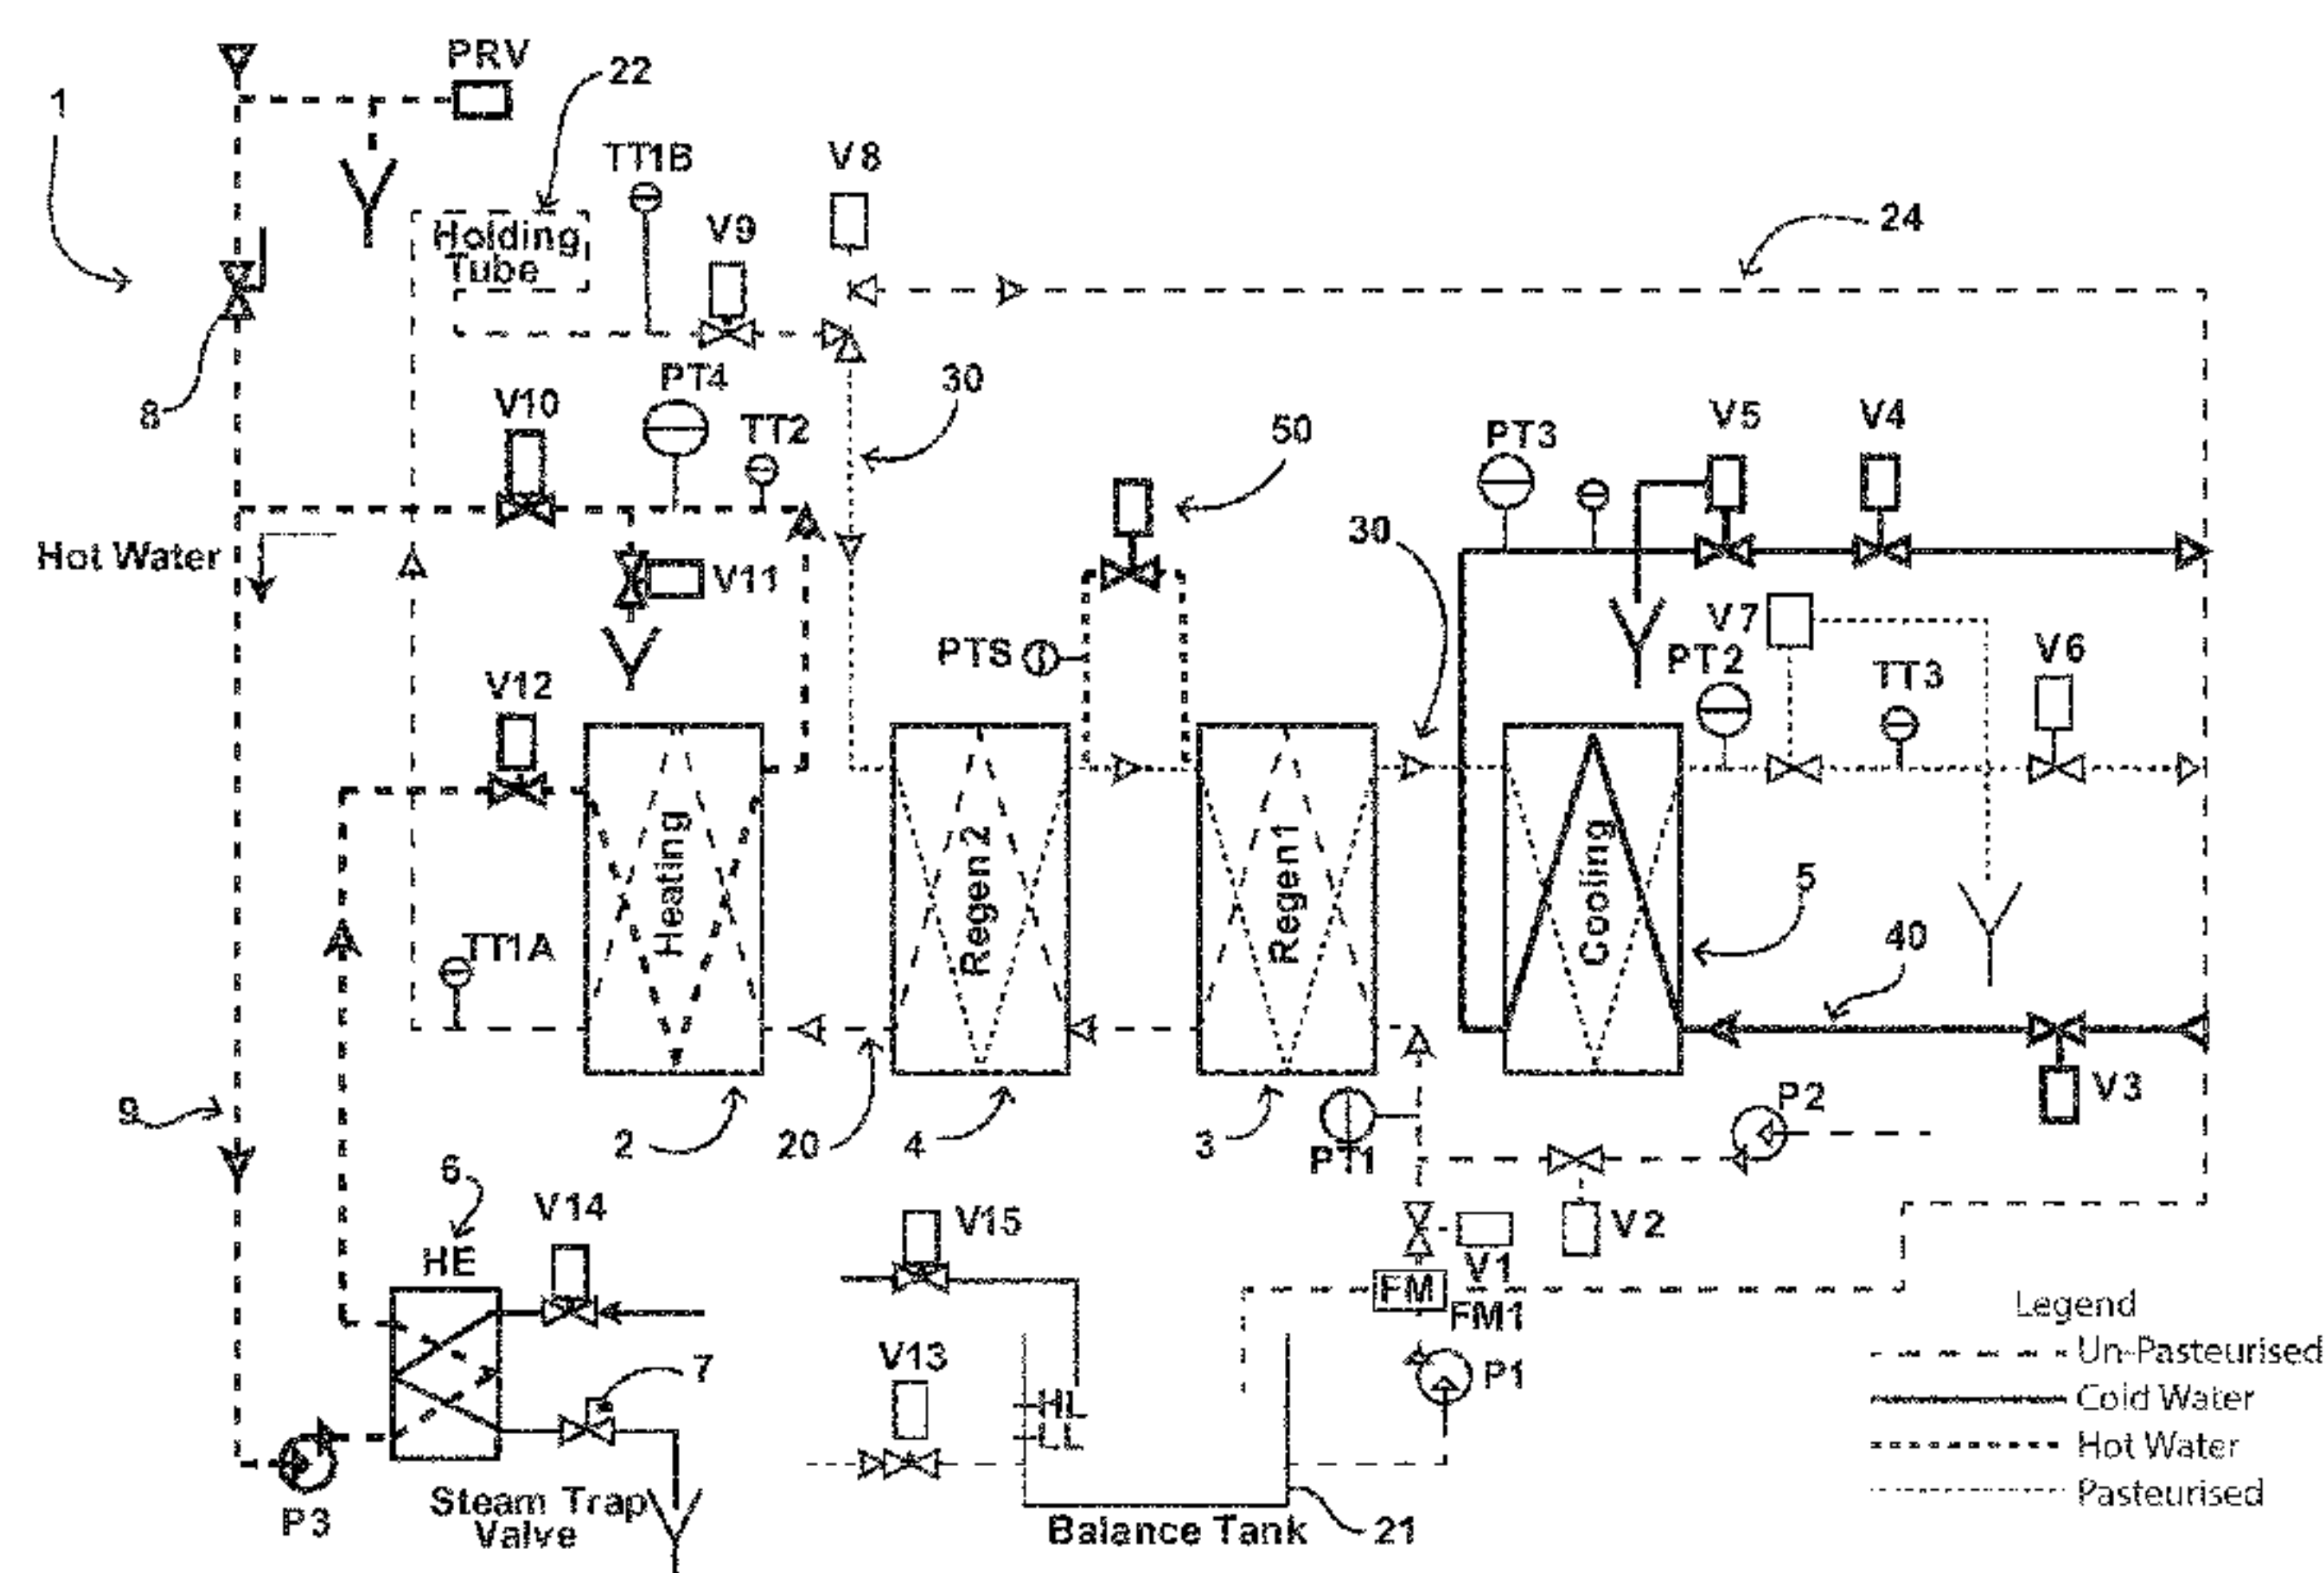 PRV
22
1
TT1B
V8
V9
24
Holding
Tube
PT4
30
V10
TT2
8
50
PT3
V5
V4
30
Hot Water
V11
V7
PTS
PT2
V6
TT3
V12
Heating
Regen2
Regen1
Cooling
5
40
TT1A
9
2
20
4
3
PT1
P2
V3
6
V14
V15
V2
HE
V1
FM
FM1
Legend
Un-Pasteurised
V13
7
P1
Cold Water
HL
LL
Hot Water
P3
Steam Trap
Valve
Pasteurised
Balance Tank
21